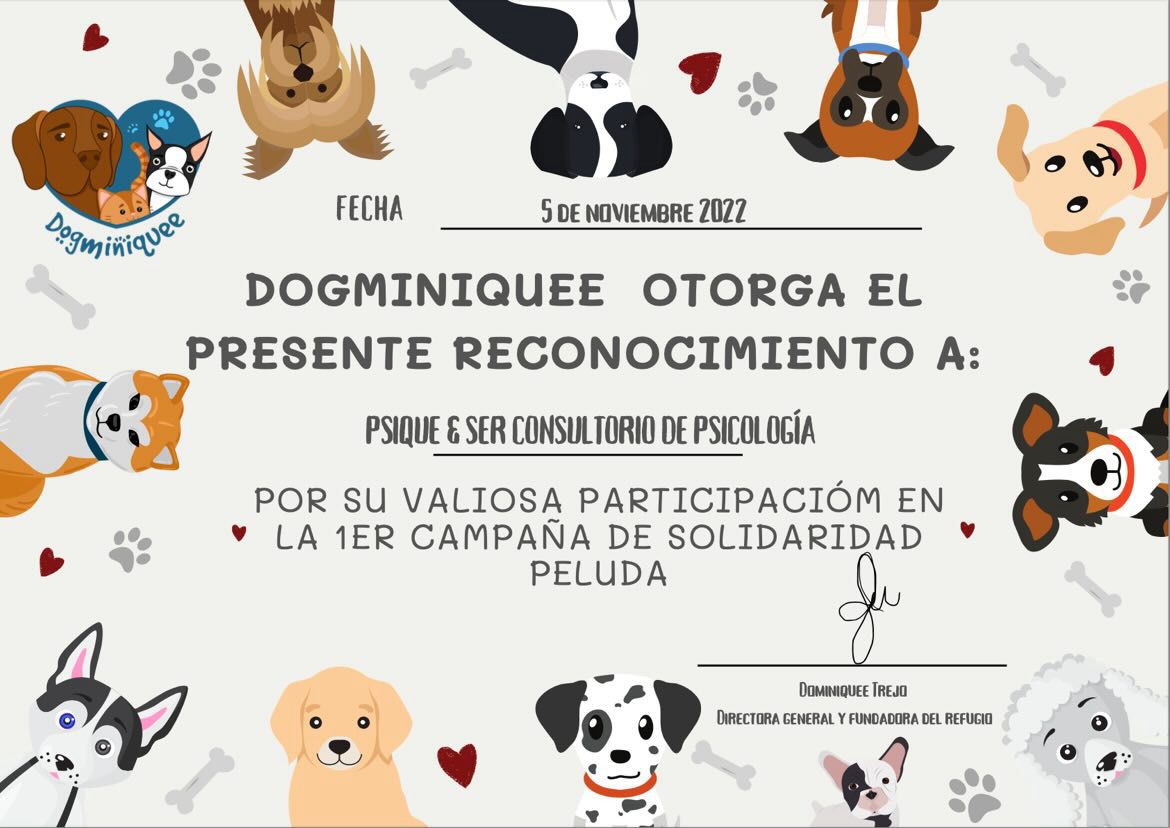 Dogminiquee
FECHA 5 DE NOVIEMBRE 2022
DOGMINIQUEE OTORGA EL
PRESENTE RECONOCIMIENTO A:
PSIQUE & SER CONSULTORIO DE PSICOLOGÍA
POR SU VALIOSA PARTICIPACIÓM EN
LA 1ER CAMPAÑA DE SOLIDARIDAD
PELUDA
Dominiquee Trejo
Directora general y fundadora del refugio